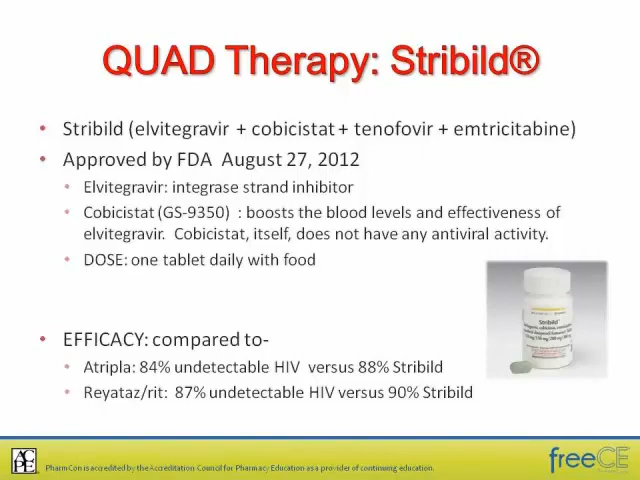 QUAD Therapy: Stribild®
• Stribild (elvitegravir + cobicistat + tenofovir + emtricitabine)
• Approved by FDA August 27, 2012
• Elvitegravir: integrase strand inhibitor
• Cobicistat (GS-9350) : boosts the blood levels and effectiveness of
elvitegravir. Cobicistat, itself, does not have any antiviral activity.
• DOSE: one tablet daily with food
Stribild
• EFFICACY: compared to-
• Atripla: 84% undetectable HIV versus 88% Stribild
• Reyataz/rit: 87% undetectable HIV versus 90% Stribild
ACPE
PharmCon is accredited by the Accreditation Council for Pharmacy Education as a provider of continuing education.
freeCE